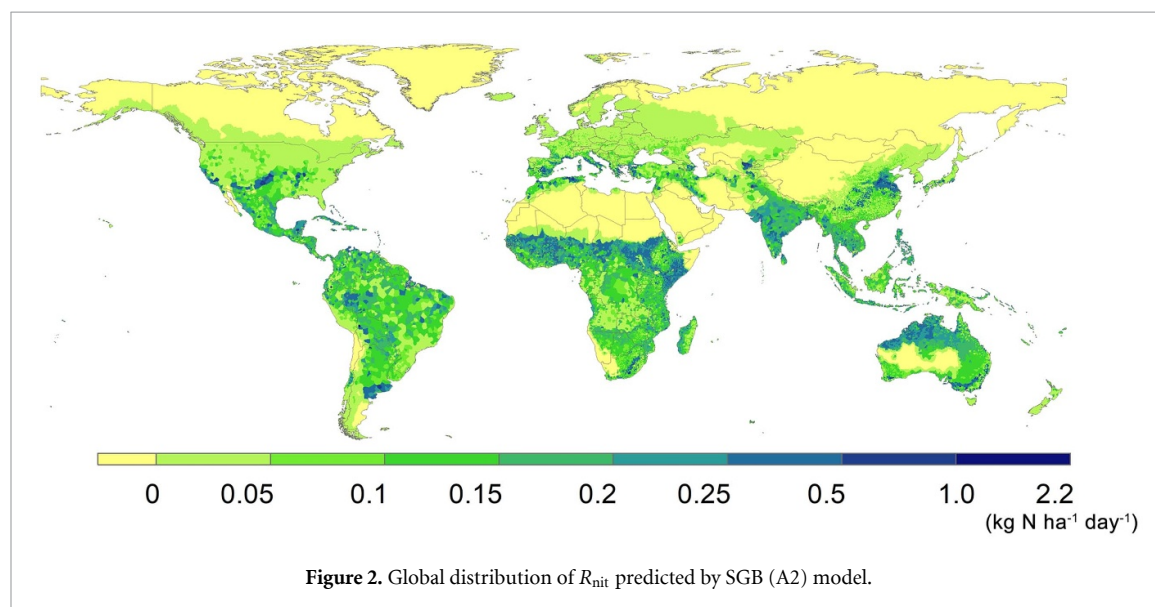 0 0.05 0.1 0.15 0.2 0.25 0.5 1.0 2.2
(kg N ha⁻¹ day⁻¹)
Figure 2. Global distribution of Rnit predicted by SGB (A2) model.